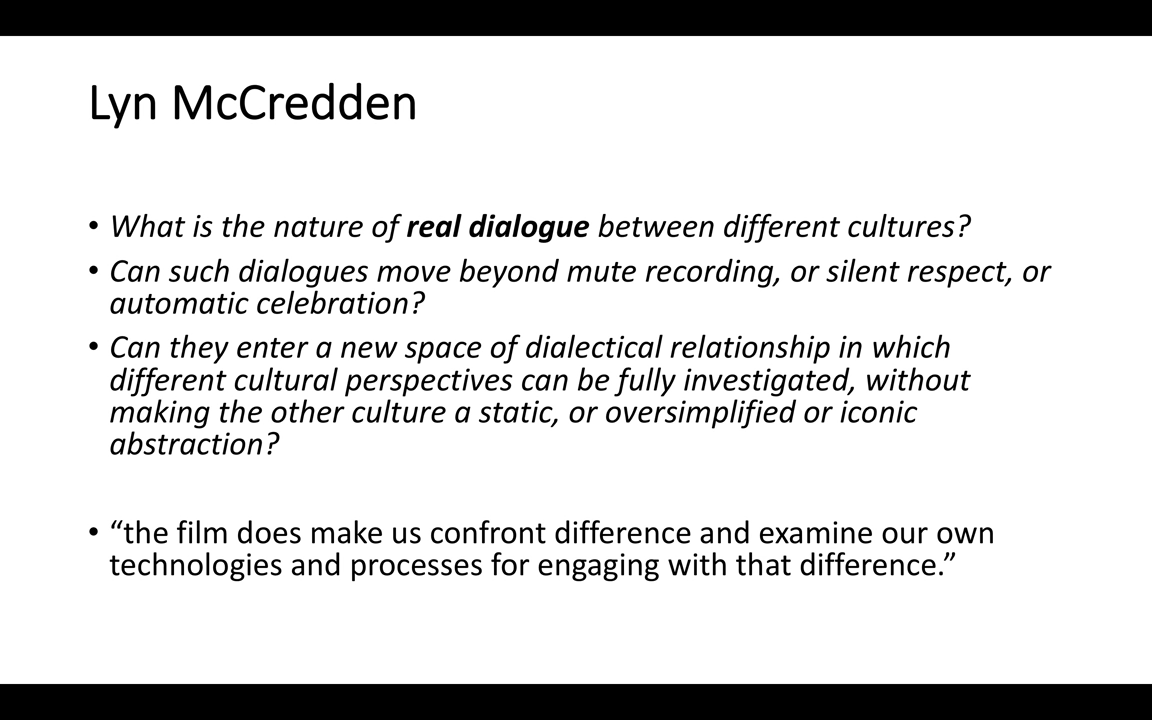 Lyn McCredden
• What is the nature of real dialogue between different cultures?
• Can such dialogues move beyond mute recording, or silent respect, or
automatic celebration?
• Can they enter a new space of dialectical relationship in which
different cultural perspectives can be fully investigated, without
making the other culture a static, or oversimplified or iconic
abstraction?
• “the film does make us confront difference and examine our own
technologies and processes for engaging with that difference.”